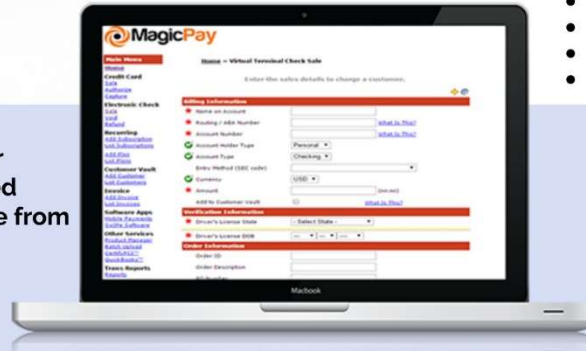 MagicPay
Main Menu
Home
Credit Card
Sale
Authorize
Capture
Electronic Check
Sale
Void
Refund
Recurring
Add Subscription
List Subscriptions
Add Plan
List Plans
Customer Vault
Add Customer
List Customers
Invoice
Add Invoice
List Invoices
Software Apps
Mobile Payments
Swipe Software
Other Services
Product Manager
Batch Upload
CertifyPCI™
QuickBooks™
Trans Reports
Reports
Home » Virtual Terminal Check Sale
Enter the sales details to charge a customer.
Billing Information
Name on Account
Routing / ABA Number What Is This?
Account Number What Is This?
Account Holder Type Personal
Account Type Checking
Entry Method (SEC code)
Currency USD
Amount
Add to Customer Vault What Is This?
Verification Information
Driver's License State - Select State -
Driver's License DOB
Order Information
Order ID
Order Description
PO Number
e from
Macbook